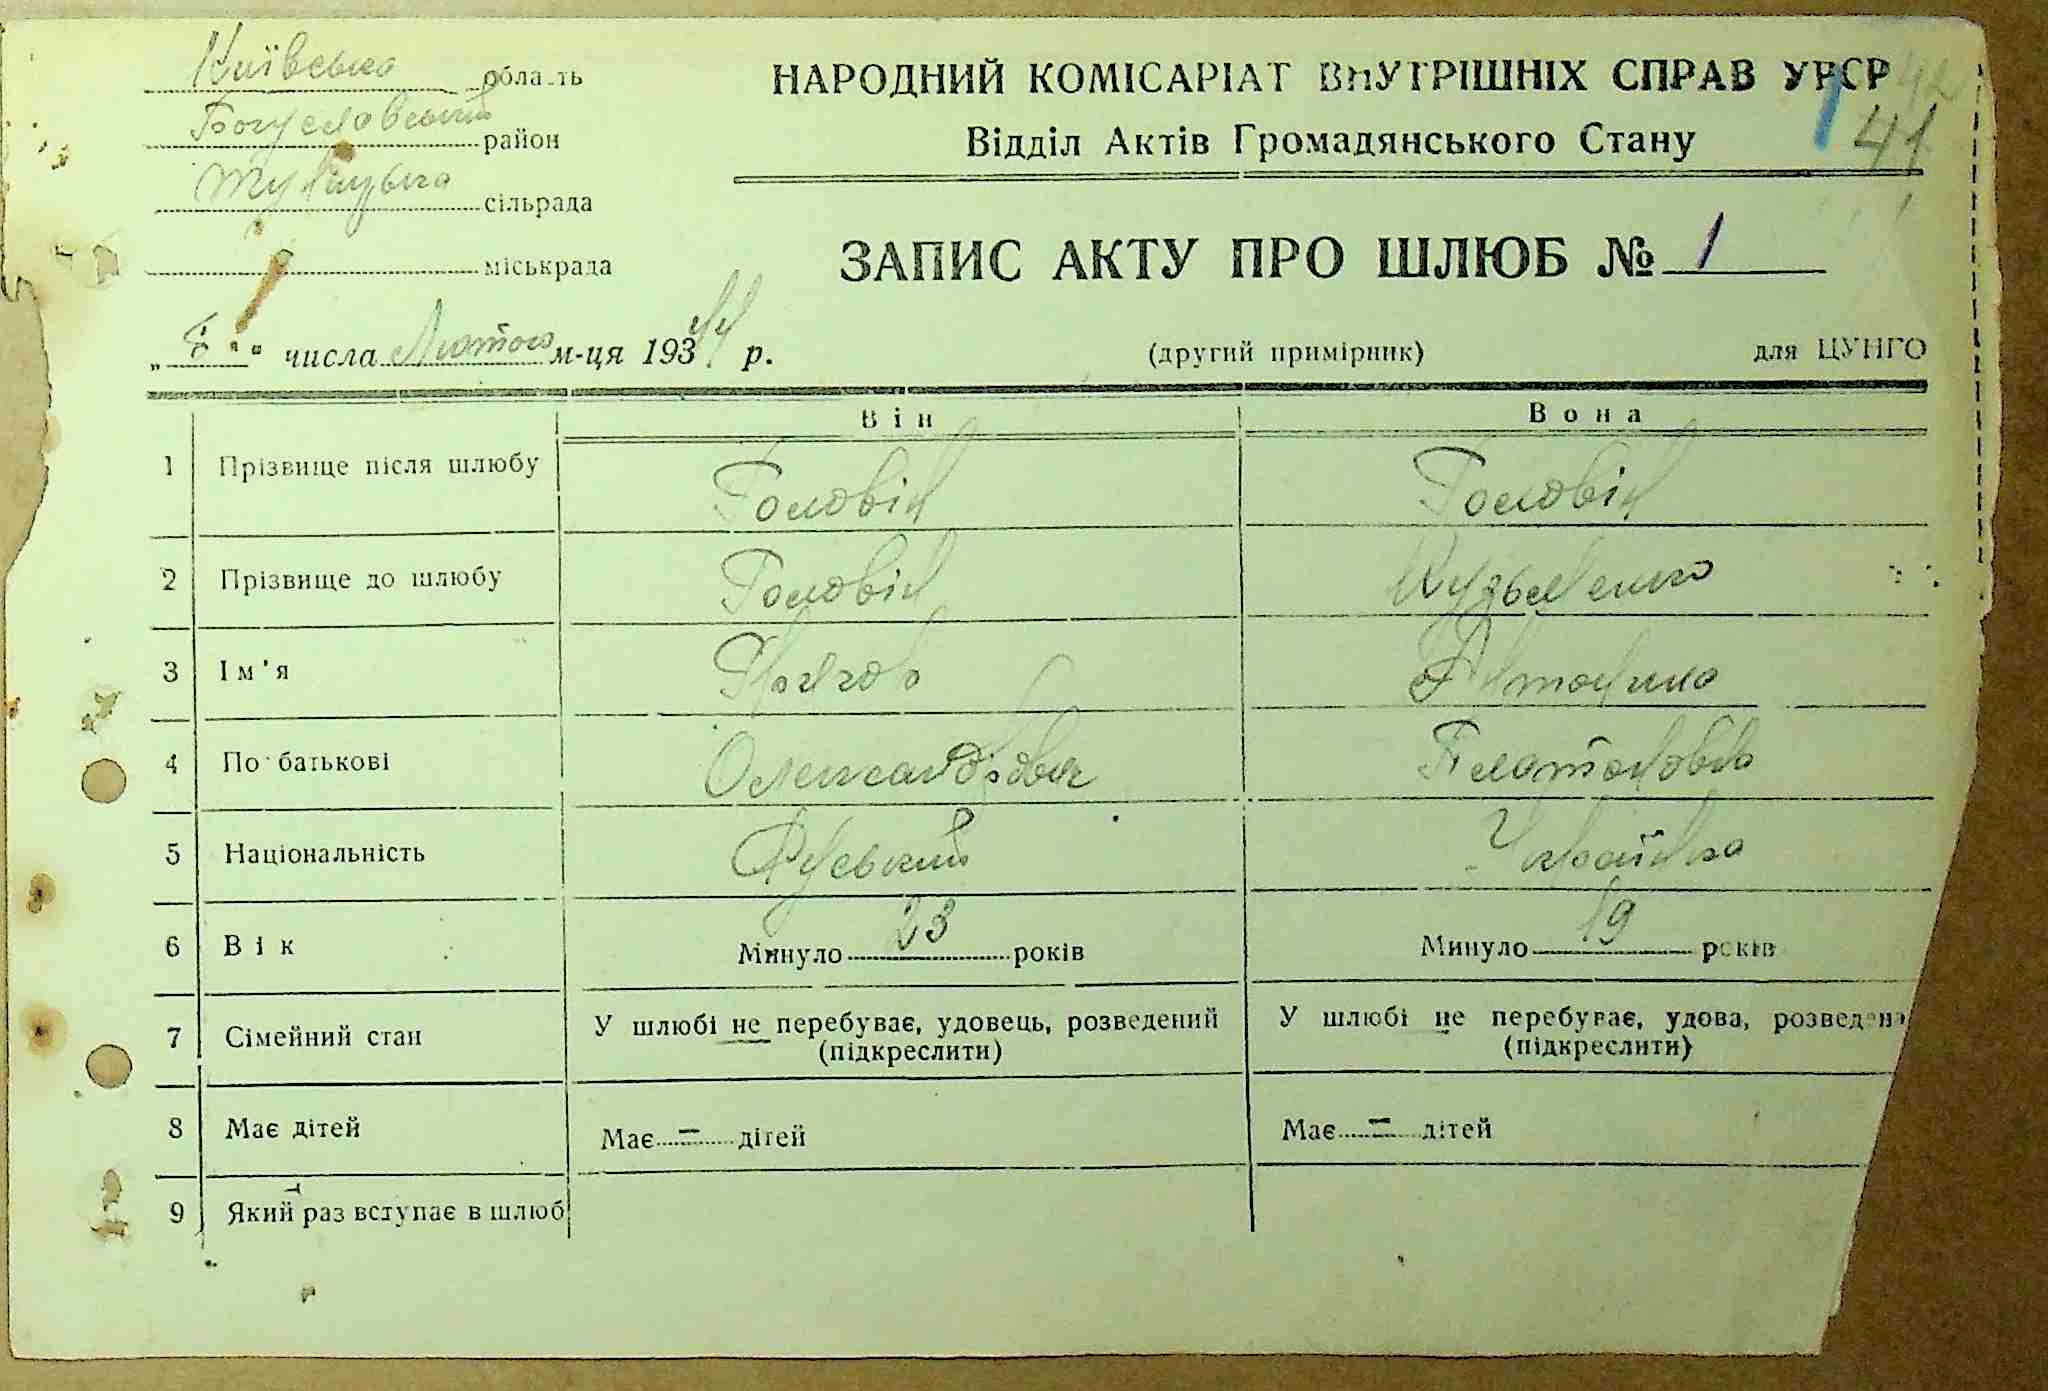 Київська область
Богуславський район
Туницька сільрада
міськрада
НАРОДНИЙ КОМІСАРІАТ ВНУТРІШНІХ СПРАВ УРСР
41
Відділ Актів Громадянського Стану
ЗАПИС АКТУ ПРО ШЛЮБ № 1
„8“ числа Лютого м-ця 19344 р. (другий примірник) для ЦУНГО
Він Вона
1 Прізвище після шлюбу Головін Головін
2 Прізвище до шлюбу Головін Кузьменко
3 Ім'я Антоніна
4 По батькові Олександрович Платоновна
5 Національність Руський Українка
6 Вік Минуло 23 років Минуло 19 років
7 Сімейний стан У шлюбі не перебуває, удовець, розведений У шлюбі не перебуває, удова, розведена
(підкреслити) (підкреслити)
8 Має дітей Має – дітей Має – дітей
9 Який раз вступає в шлюб